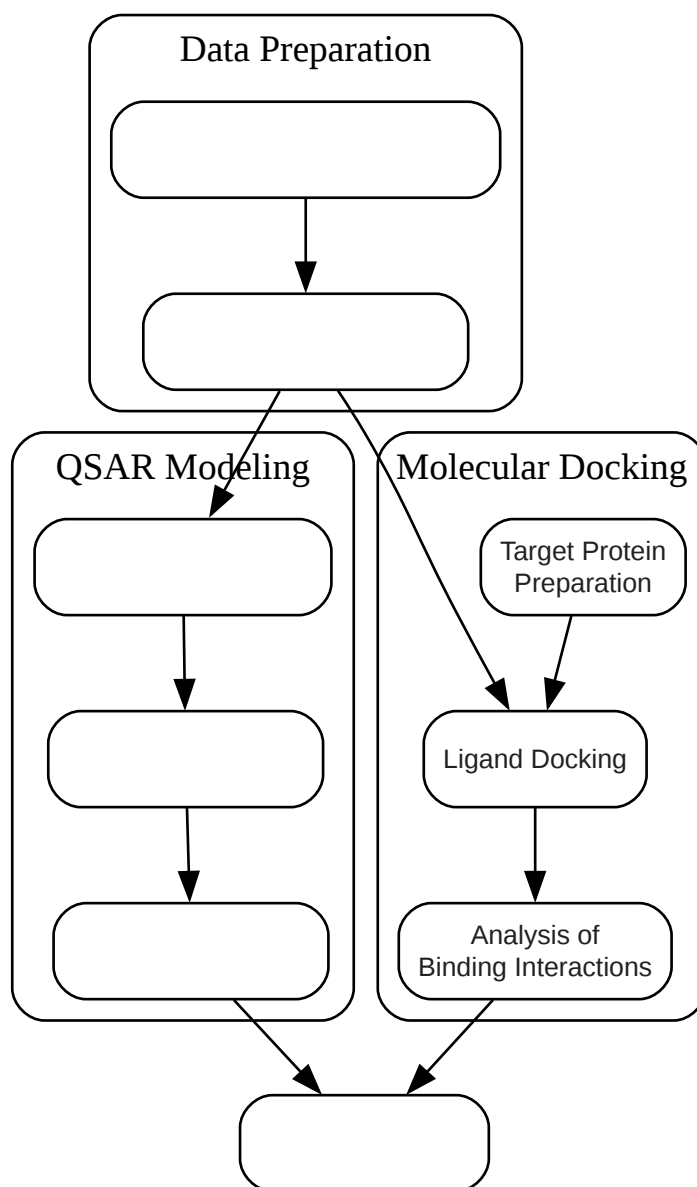 Data Preparation
QSAR Modeling
Molecular Docking
Target Protein
Preparation
Ligand Docking
Analysis of
Binding Interactions